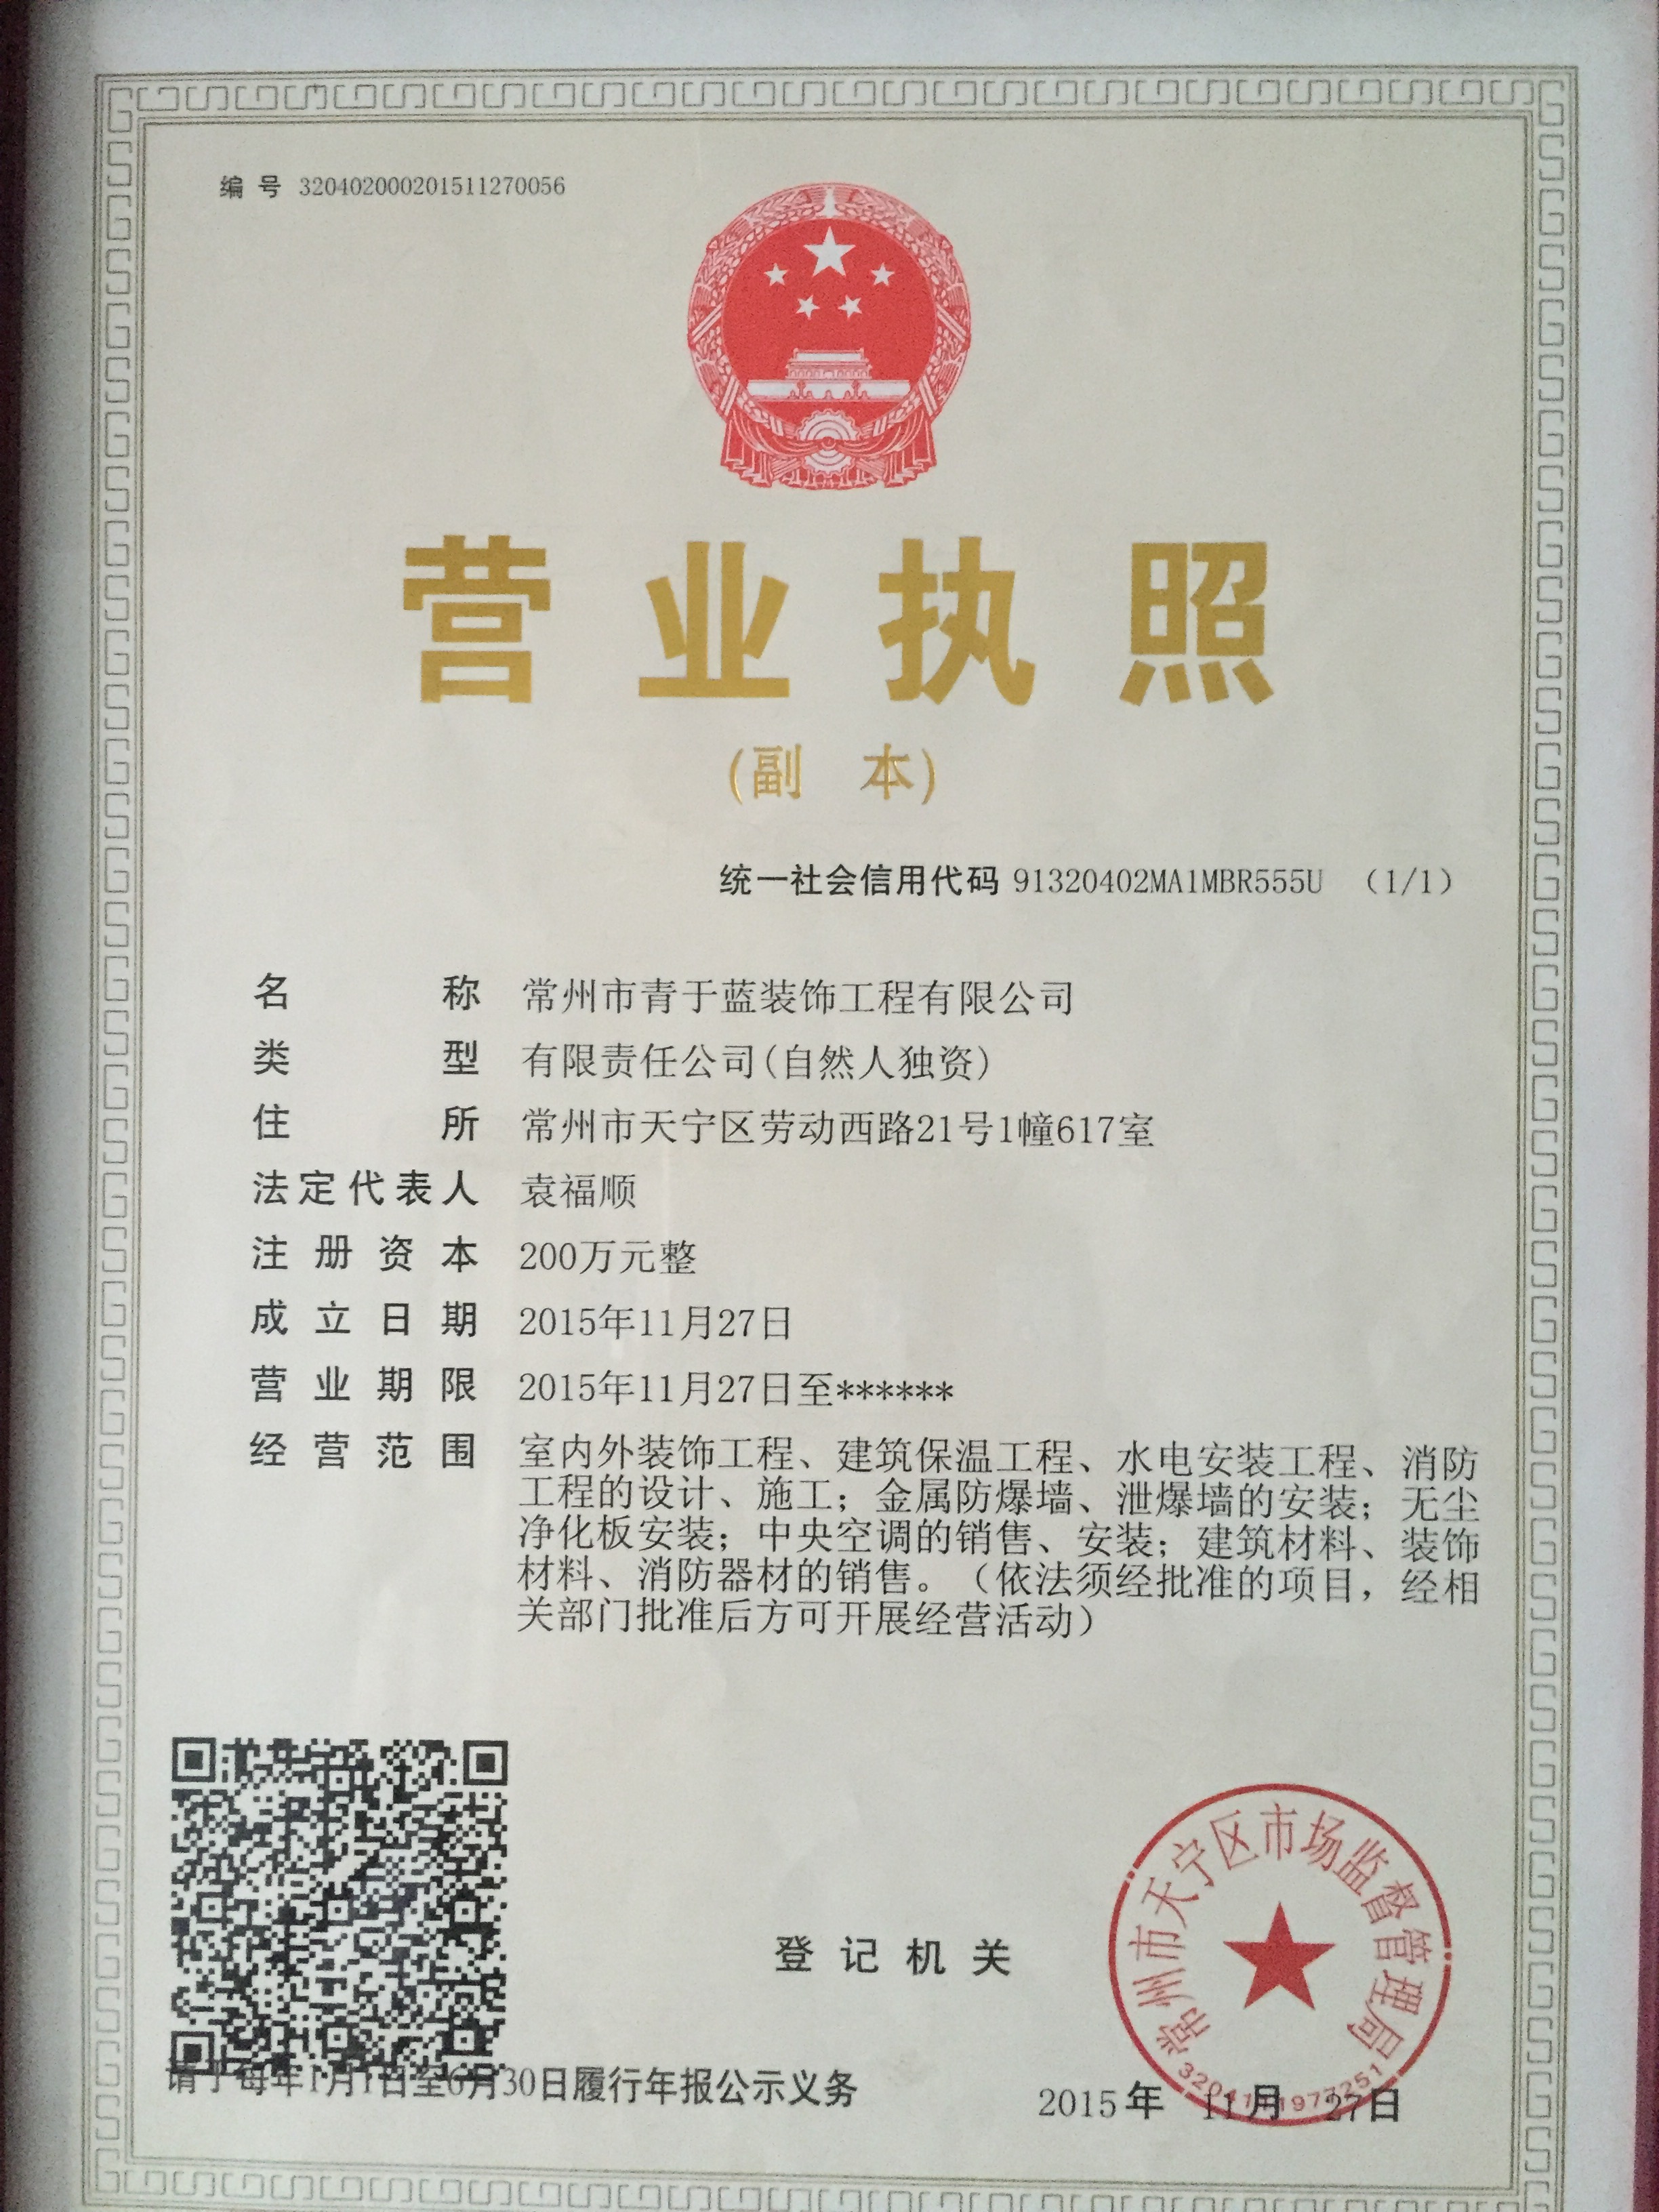 编 号 320402000201511270056
营业执照
(副 本)
统一社会信用代码 91320402MA1MBR555U （1/1）
名 称 常州市青于蓝装饰工程有限公司
类 型 有限责任公司(自然人独资)
住 所 常州市天宁区劳动西路21号1幢617室
法定代表人 袁福顺
注册资本 200万元整
成立日期 2015年11月27日
营业期限 2015年11月27日至******
经营范围 室内外装饰工程、建筑保温工程、水电安装工程、消防
工程的设计、施工；金属防爆墙、泄爆墙的安装；无尘
净化板安装；中央空调的销售、安装；建筑材料、装饰
材料、消防器材的销售。（依法须经批准的项目，经相
关部门批准后方可开展经营活动）
常州市天宁区市场监督管理局
登记机关
请于每年1月1日至6月30日履行年报公示义务
2015年 11月 27日